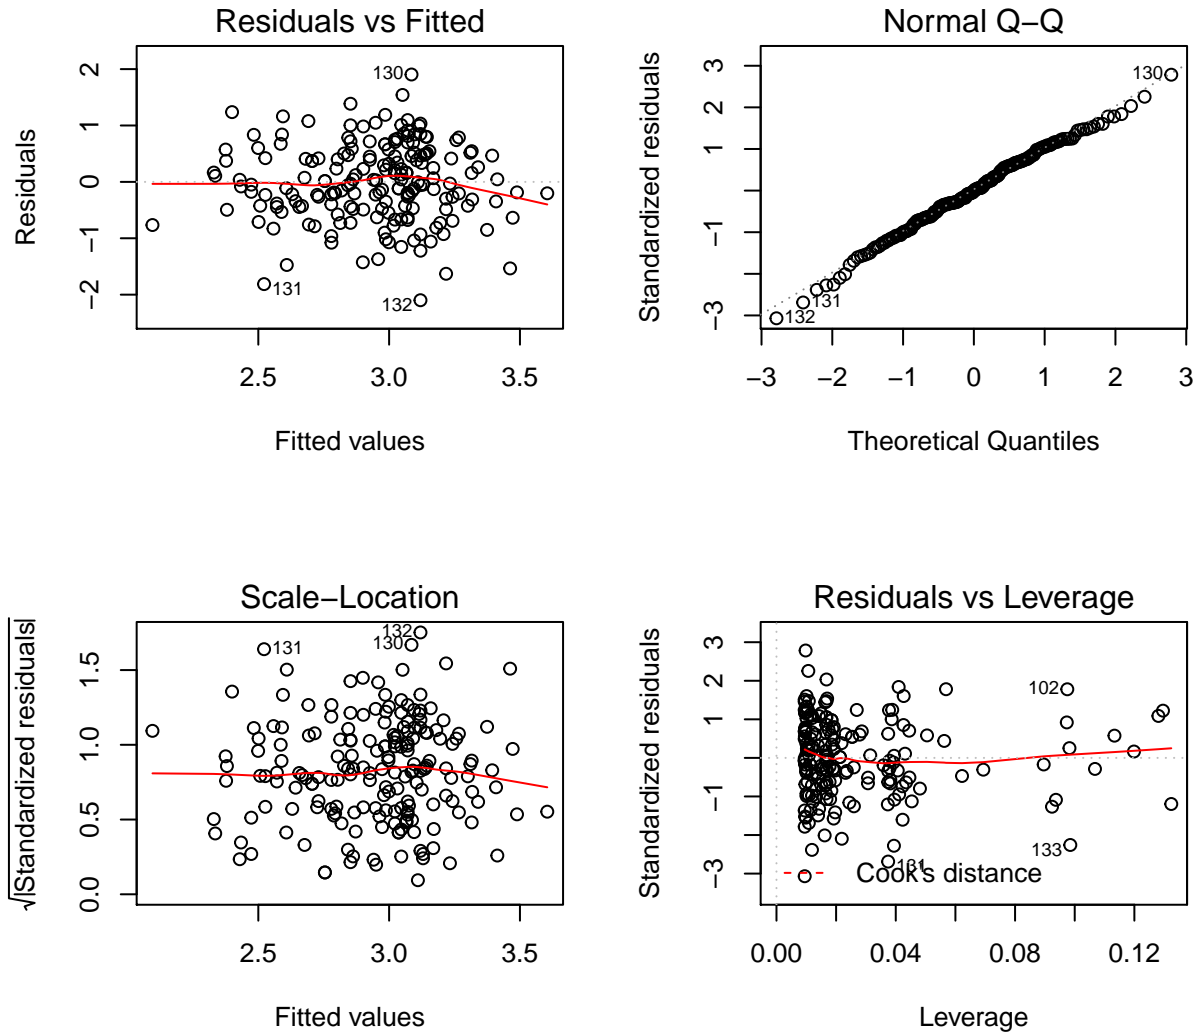 Residuals vs Fitted
Residuals
2
1
0
−1
−2
130
131
132
2.5 3.0 3.5
Fitted values
Normal Q−Q
Standardized residuals
3
2
1
−1
−3
130
131
132
−3 −2 −1 0 1 2 3
Theoretical Quantiles
Scale−Location
√|Standardized residuals|
1.5
1.0
0.5
0.0
132
130
131
2.5 3.0 3.5
Fitted values
Residuals vs Leverage
Standardized residuals
3
2
1
−1
−3
102
133
131
Cook's distance
0.00 0.04 0.08 0.12
Leverage